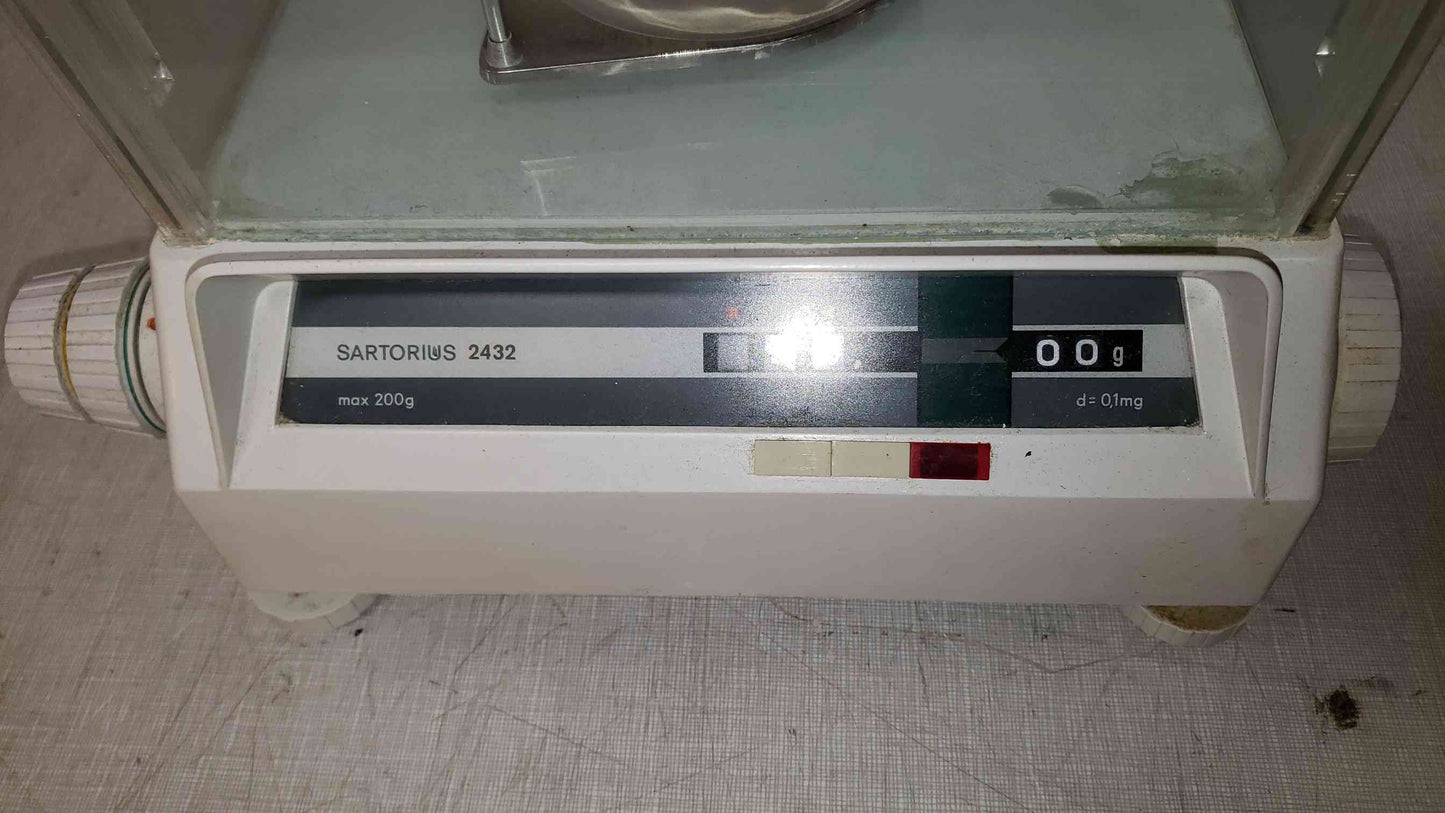 SARTORIUS 2432
00g
max 200g
d=0,1mg